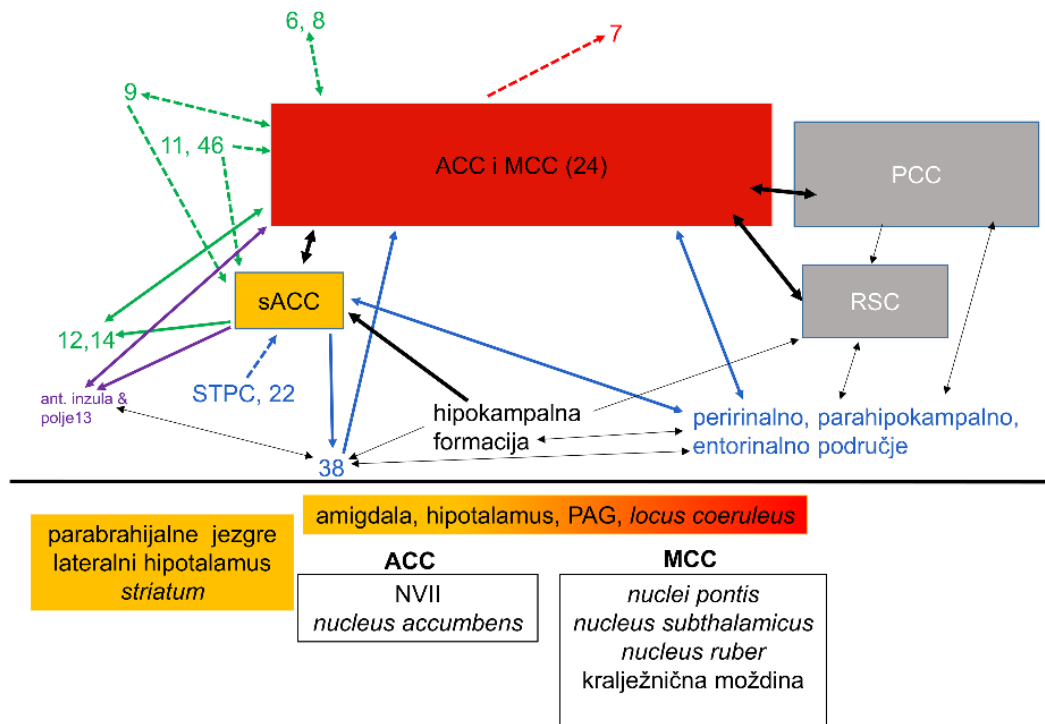 6, 8
7
9
11, 46
ACC i MCC (24)
PCC
sACC
RSC
12,14
ant. inzula &
polje13
STPC, 22
hipokampalna
formacija
peririnalno, parahipokampalno,
entorinalno područje
38
amigdala, hipotalamus, PAG, locus coeruleus
parabrahijalne jezgre
lateralni hipotalamus
striatum
ACC
NVII
nucleus accumbens
MCC
nuclei pontis
nucleus subthalamicus
nucleus ruber
kralježnična moždina